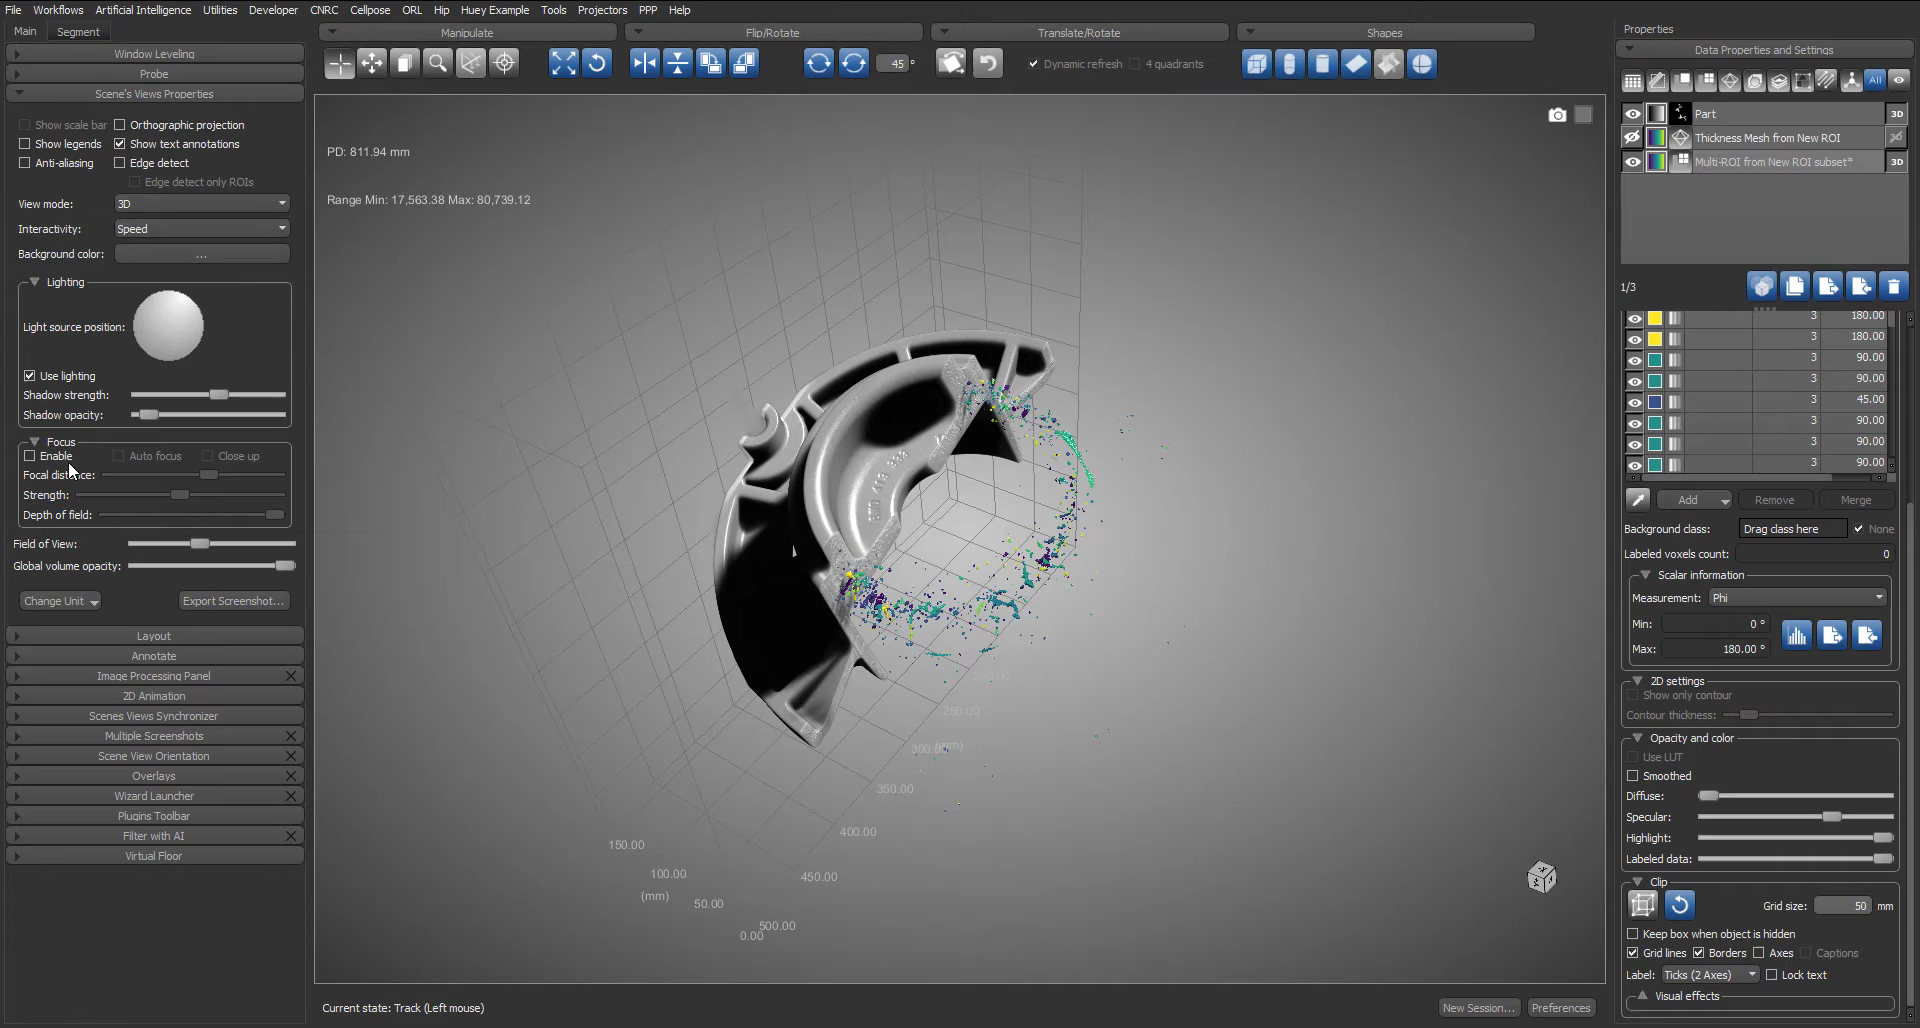 File Workflows Artificial Intelligence Utilities Services Developer CNRC Cellpose ORL Hip Huey Example Tools Projectors PPP Help
Main Segment
Window Leveling
Probe
Scene's Views Properties
Show scale bar Orthographic projection
Show legends Show text annotations
Anti-aliasing Edge detect
Edge detect only ROIs
View mode: 3D
Interactivity: Speed
Background color: ...
Lighting
Light source position:
Use lighting
Shadow strength:
Shadow opacity:
Focus
Enable Auto focus Close up
Focal distance:
Strength:
Depth of field:
Field of View:
Global volume opacity:
Change Unit Export Screenshot...
Layout
Annotate
Image Processing Panel
2D Animation
Scenes Views Synchronizer
Multiple Screenshots
Scene View Orientation
Overlays
Wizard Launcher
Plugins Toolbar
Filter with AI
Virtual Floor
Manipulate Flip/Rotate Translate/Rotate Shapes
45 ° Dynamic refresh 4 quadrants
PD: 811.94 mm
Range Min: 17,563.38 Max: 80,739.12
250.00
300.00 (mm)
350.00
400.00
450.00
500.00
150.00
100.00
(mm)
50.00
0.00
Current state: Track (Left mouse)
New Session... Preferences
Properties
Data Properties and Settings
All
Part 3D
Thickness Mesh from New ROI
Multi-ROI from New ROI subset* 3D
1/3
3 180.00
3 180.00
3 90.00
3 90.00
3 45.00
3 90.00
3 90.00
3 90.00
Add Remove Merge
Background class: Drag class here None
Labeled voxels count: 0
Scalar information
Measurement: Phi
Min: 0 °
Max: 180.00 °
2D settings
Show only contour
Contour thickness:
Opacity and color
Use LUT
Smoothed
Diffuse:
Specular:
Highlight:
Labeled data:
Clip
Grid size: 50 mm
Keep box when object is hidden
Grid lines Borders Axes Captions
Label: Ticks (2 Axes) Lock text
Visual effects